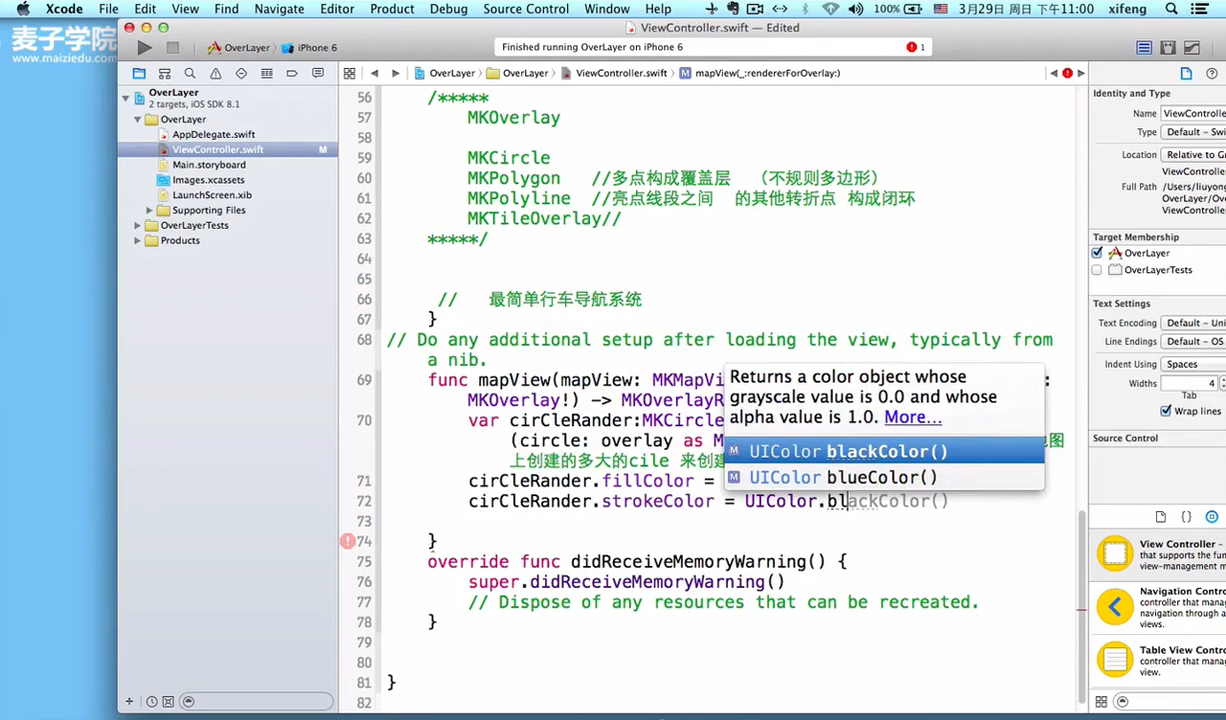 Xcode File Edit View Find Navigate Editor Product Debug Source Control Window Help 100% 3月29日 周日 下午11:00 xifeng
麦子学院
www.maiziedu.com
ViewController.swift — Edited
OverLayer iPhone 6
Finished running OverLayer on iPhone 6
1
OverLayer OverLayer ViewController.swift mapView(_:rendererForOverlay:)
OverLayer
2 targets, iOS SDK 8.1
OverLayer
AppDelegate.swift
ViewController.swift M
Main.storyboard
Images.xcassets
LaunchScreen.xib
Supporting Files
OverLayerTests
Products
56 /*****
57 MKOverlay
58
59 MKCircle
60 MKPolygon //多点构成覆盖层 （不规则多边形）
61 MKPolyline //亮点线段之间 的其他转折点 构成闭环
62 MKTileOverlay//
63 *****/
64
65
66 // 最简单行车导航系统
67 }
68 // Do any additional setup after loading the view, typically from
a nib.
69 func mapView(mapView: MKMapVi :
MKOverlay!) -> MKOverlayR
70 var cirCleRander:MKCircle
(circle: overlay as M 图
上创建的多大的cile 来创建
71 cirCleRander.fillColor =
72 cirCleRander.strokeColor = UIColor.blackColor()
73
74 }
75 override func didReceiveMemoryWarning() {
76 super.didReceiveMemoryWarning()
77 // Dispose of any resources that can be recreated.
78 }
79
80
81 }
82
Returns a color object whose
grayscale value is 0.0 and whose
alpha value is 1.0. More...
M UIColor blackColor()
M UIColor blueColor()
Identity and Type
Name ViewControlle
Type Default - Swi
Location Relative to Gr
ViewControlle
Full Path /Users/liuyong
OverLayer/Ove
ViewControlle
Target Membership
OverLayer
OverLayerTests
Text Settings
Text Encoding Default - Uni
Line Endings Default - OS
Indent Using Spaces
Widths 4
Tab
Wrap lines
Source Control
View Controller -
that supports the fun
view-management m
Navigation Contr
controller that manag
navigation through a
views.
Table View Contr
controller that manag
view.